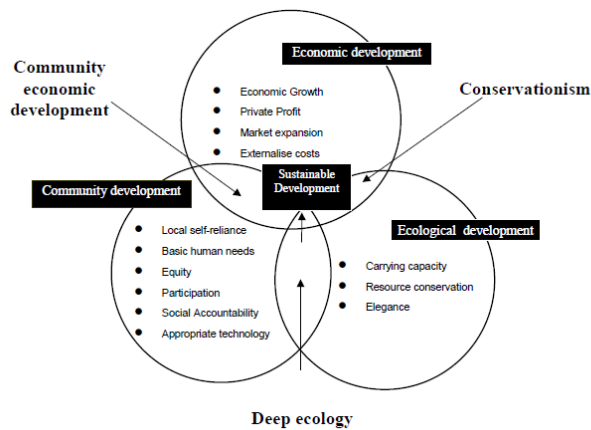 Economic development
Community
economic
development
Conservationism
Economic Growth
Private Profit
Market expansion
Externalise costs
Sustainable
Development
Community development
Ecological development
Local self-reliance
Basic human needs
Equity
Participation
Social Accountability
Appropriate technology
Carrying capacity
Resource conservation
Elegance
Deep ecology